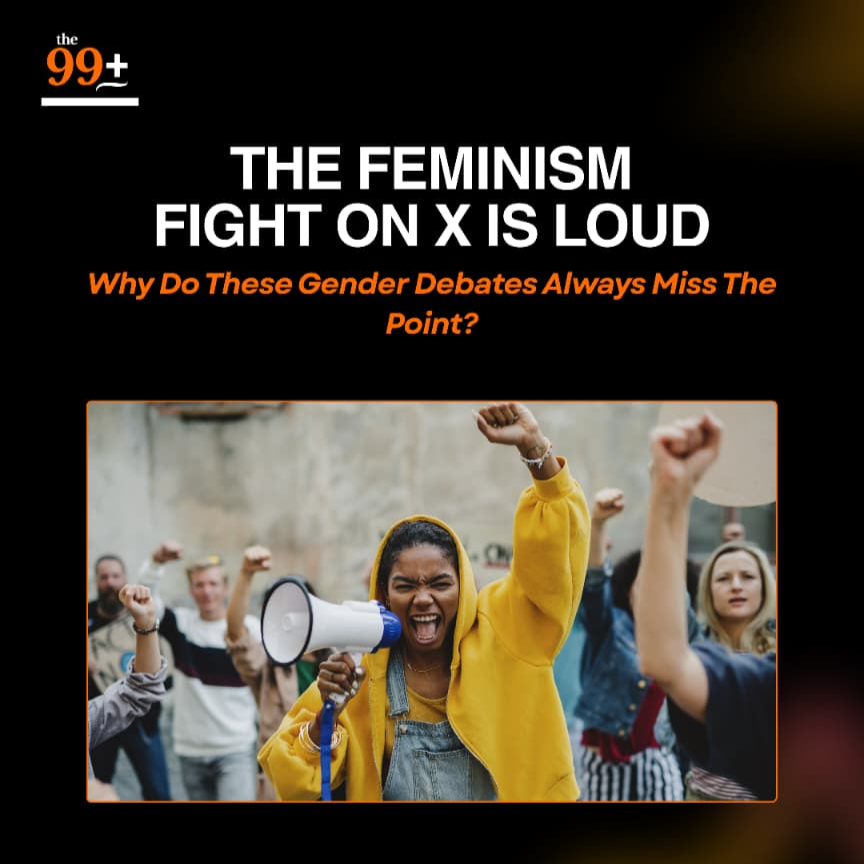 the
99+
THE FEMINISM
FIGHT ON X IS LOUD
Why Do These Gender Debates Always Miss The
Point?